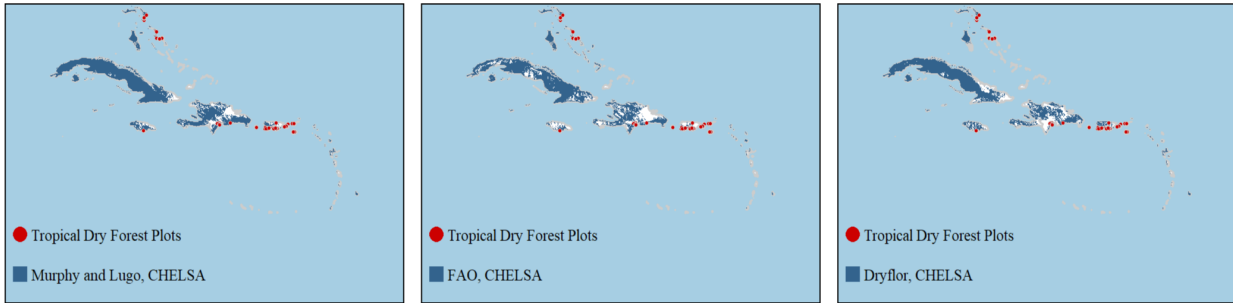 Tropical Dry Forest Plots
Murphy and Lugo, CHELSA
Tropical Dry Forest Plots
FAO, CHELSA
Tropical Dry Forest Plots
Dryflor, CHELSA